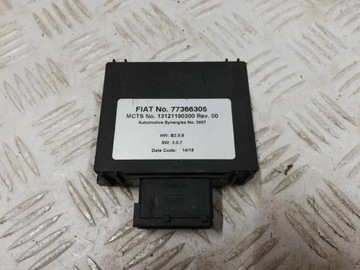 FIAT No. 77366305
MCTS No. 13121190300 Rev. 00
Automotive Synergies No. 5957
HW: B2.0.8
SW: 3.0.7
Date Code: 14/19